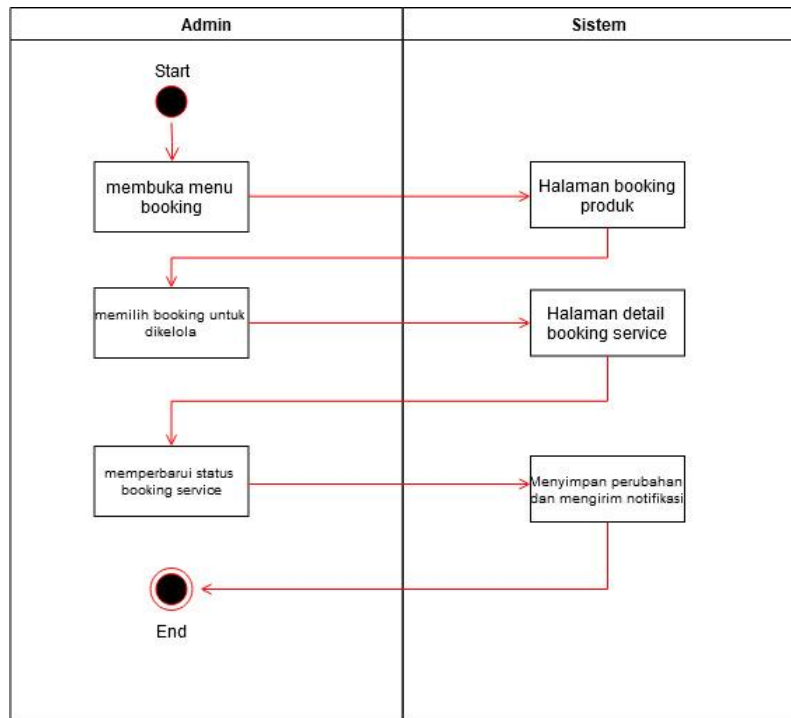 Admin
Sistem
Start
membuka menu
booking
Halaman booking
produk
memilih booking untuk
dikelola
Halaman detail
booking service
memperbarui status
booking service
Menyimpan perubahan
dan mengirim notifikasi
End